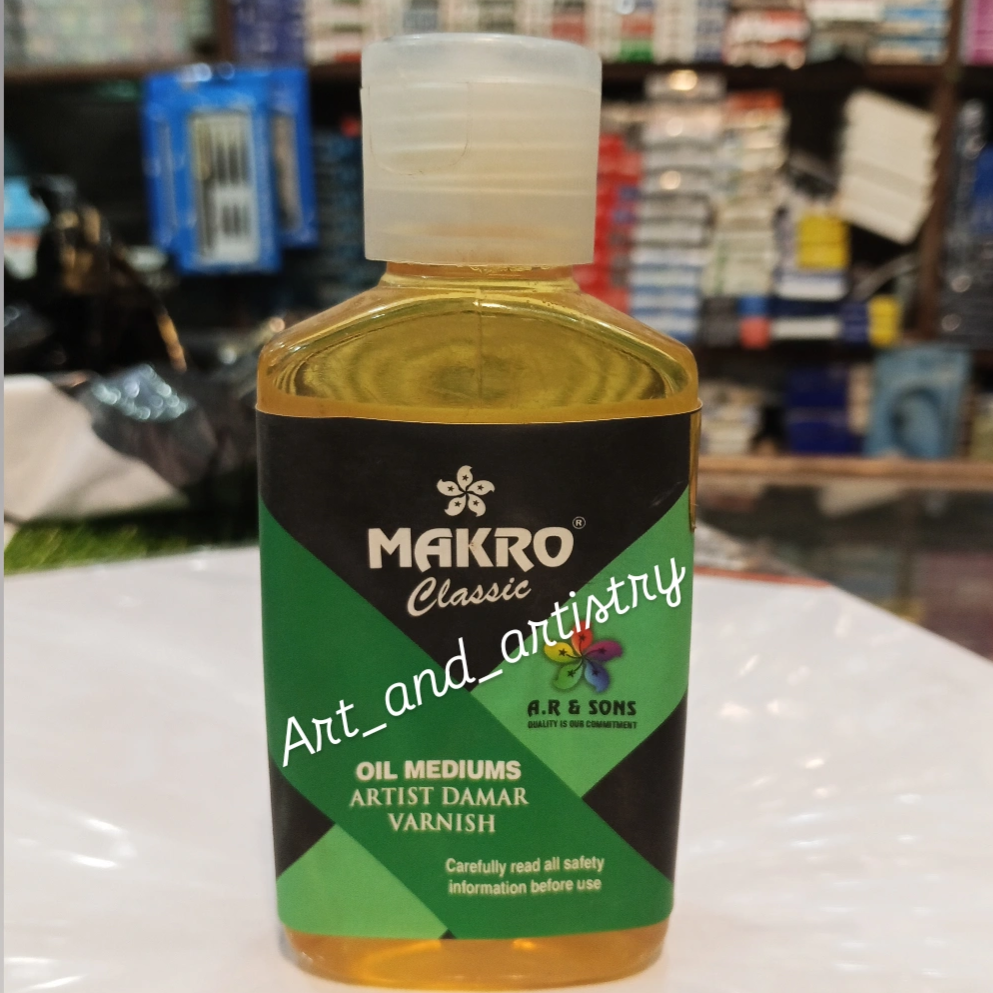 MAKRO®
Classic
Art_and_artistry
A.R & SONS
QUALITY IS OUR COMMITMENT
OIL MEDIUMS
ARTIST DAMAR
VARNISH
Carefully read all safety
information before use